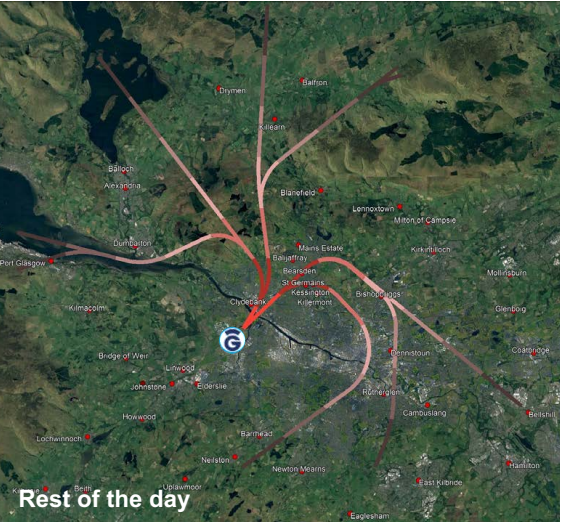 Drymen
Balfron
Killearn
Balloch
Alexandria
Blanefield
Lennoxtown
Milton of Campsie
Dumbarton
Mains Estate
Kirkintilloch
Port Glasgow
Baljaffray
Bearsden
Mollinsburn
St Germains
Kessington
Bishopbriggs
Clydebank
Killermont
Kilmacolm
Glenboig
G
Dennistoun
Coatbridge
Bridge of Weir
Linwood
Johnstone
Elderslie
Rutherglen
Cambuslang
Bellshill
Howwood
Lochwinnoch
Barrhead
Neilston
Newton Mearns
Hamilton
Uplawmoor
East Kilbride
Beith
Rest of the day
Eaglesham